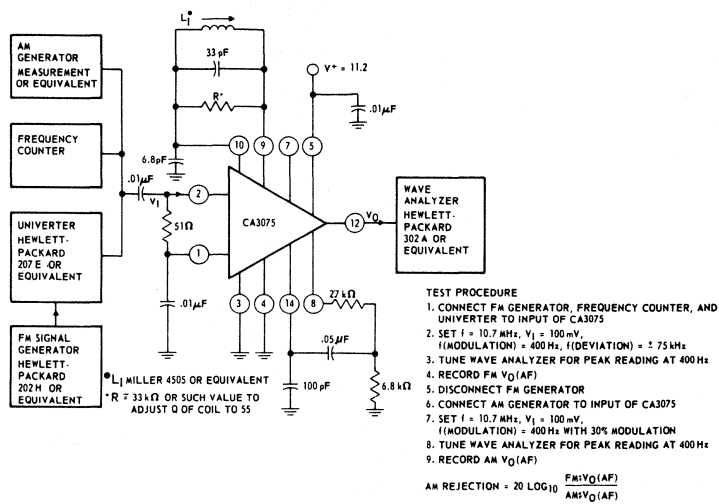 L₁•
33 pF
R*
V⁺ = 11.2
.01µF
AM
GENERATOR
MEASUREMENT
OR EQUIVALENT
FREQUENCY
COUNTER
UNIVERTER
HEWLETT-
PACKARD
207 E OR
EQUIVALENT
FM SIGNAL
GENERATOR
HEWLETT-
PACKARD
202 H OR
EQUIVALENT
6.8 pF
.01µF
V₁
51Ω
.01µF
10
9
7
5
2
1
CA3075
12
V₀
3
4
14
8
27 kΩ
.05 µF
100 pF
6.8 kΩ
WAVE
ANALYZER
HEWLETT-
PACKARD
302 A OR
EQUIVALENT
• L₁ MILLER 4505 OR EQUIVALENT
*R ≅ 33 kΩ OR SUCH VALUE TO
ADJUST Q OF COIL TO 55
TEST PROCEDURE
1. CONNECT FM GENERATOR, FREQUENCY COUNTER, AND
UNIVERTER TO INPUT OF CA3075
2. SET f = 10.7 MHz, V₁ = 100 mV,
f(MODULATION) = 400 Hz, f(DEVIATION) = ± 75 kHz
3. TUNE WAVE ANALYZER FOR PEAK READING AT 400 Hz
4. RECORD FM V₀(AF)
5. DISCONNECT FM GENERATOR
6. CONNECT AM GENERATOR TO INPUT OF CA3075
7. SET f = 10.7 MHz, V₁ = 100 mV,
f(MODULATION) = 400 Hz WITH 30% MODULATION
8. TUNE WAVE ANALYZER FOR PEAK READING AT 400 Hz
9. RECORD AM V₀(AF)
AM REJECTION = 20 LOG₁₀ FM:V₀(AF)
AM:V₀(AF)